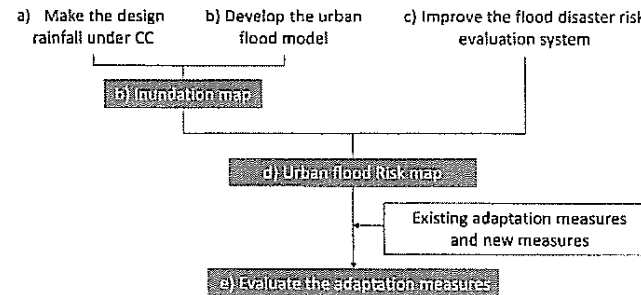 a) Make the design
rainfall under CC
b) Develop the urban
flood model
c) Improve the flood disaster risk
evaluation system
b) Inundation map
d) Urban flood Risk map
Existing adaptation measures
and new measures
e) Evaluate the adaptation measures